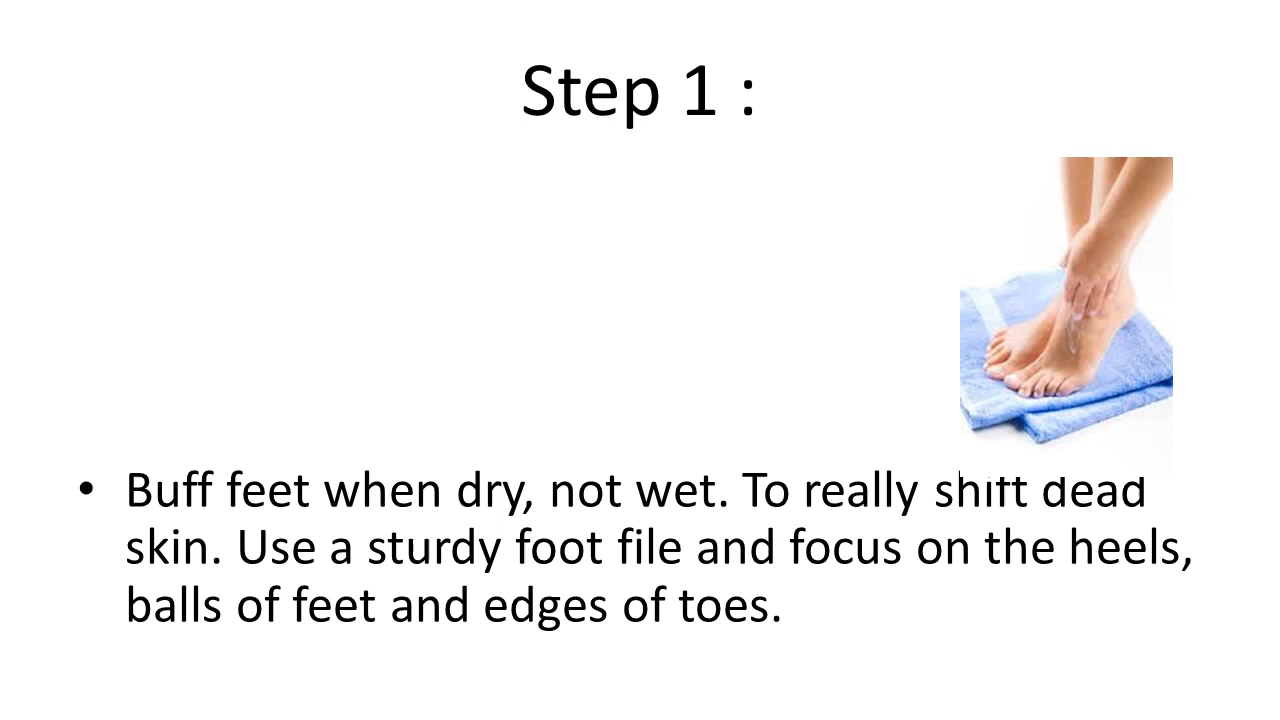 Step 1 :
• Buff feet when dry, not wet. To really shift dead
skin. Use a sturdy foot file and focus on the heels,
balls of feet and edges of toes.